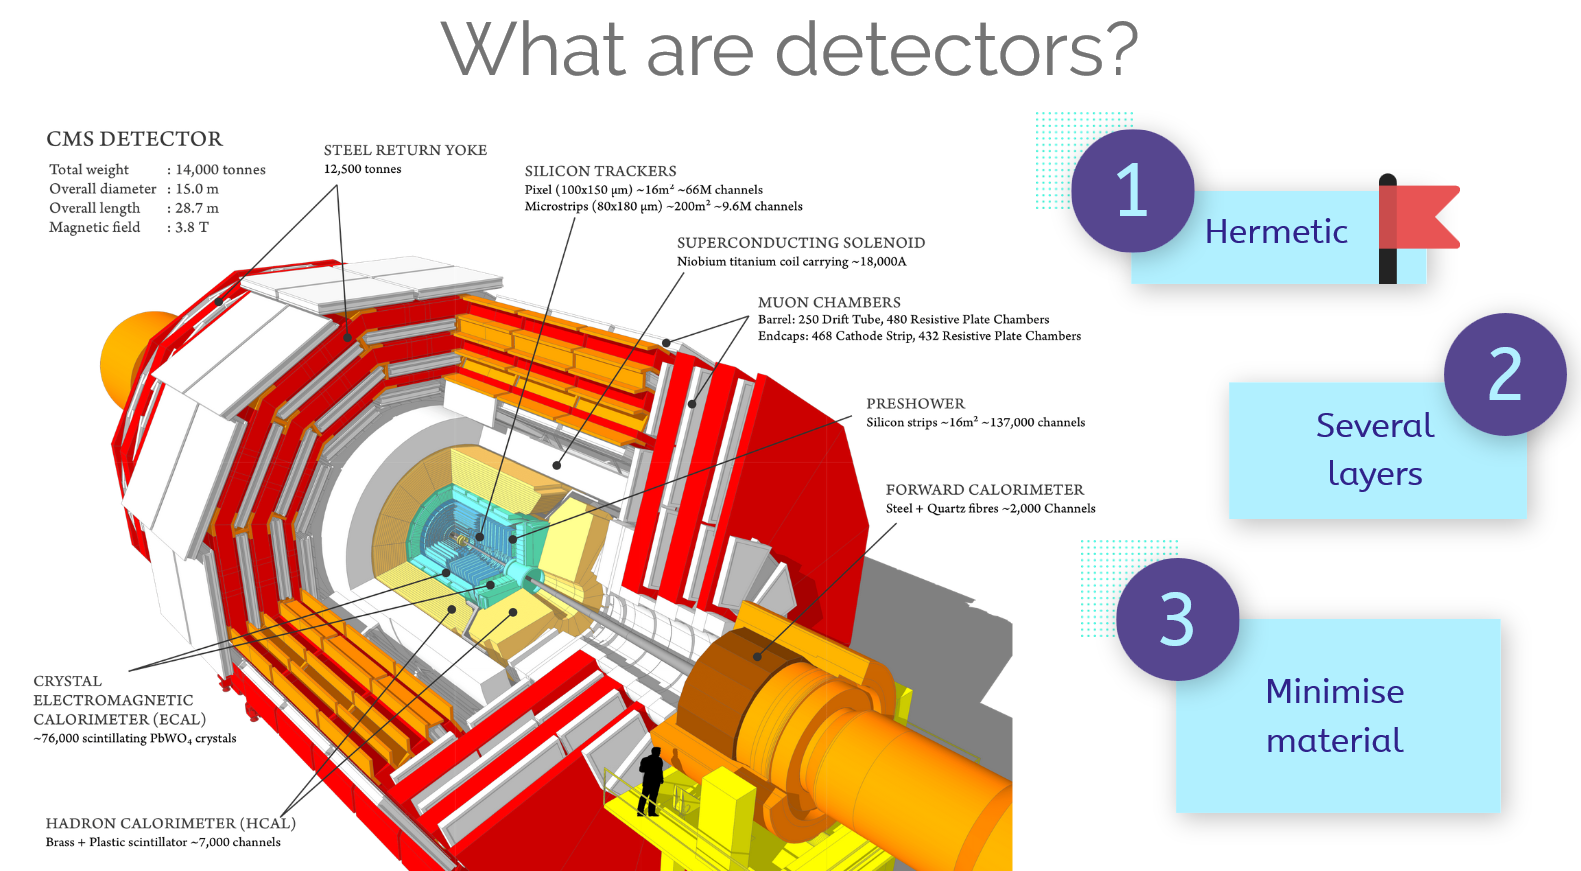 What are detectors?
CMS DETECTOR
Total weight : 14,000 tonnes
Overall diameter : 15.0 m
Overall length : 28.7 m
Magnetic field : 3.8 T
STEEL RETURN YOKE
12,500 tonnes
SILICON TRACKERS
Pixel (100x150 μm) ~16m² ~66M channels
Microstrips (80x180 μm) ~200m² ~9.6M channels
SUPERCONDUCTING SOLENOID
Niobium titanium coil carrying ~18,000A
MUON CHAMBERS
Barrel: 250 Drift Tube, 480 Resistive Plate Chambers
Endcaps: 468 Cathode Strip, 432 Resistive Plate Chambers
PRESHOWER
Silicon strips ~16m² ~137,000 channels
FORWARD CALORIMETER
Steel + Quartz fibres ~2,000 Channels
CRYSTAL
ELECTROMAGNETIC
CALORIMETER (ECAL)
~76,000 scintillating PbWO₄ crystals
HADRON CALORIMETER (HCAL)
Brass + Plastic scintillator ~7,000 channels
1
Hermetic
2
Several
layers
3
Minimise
material